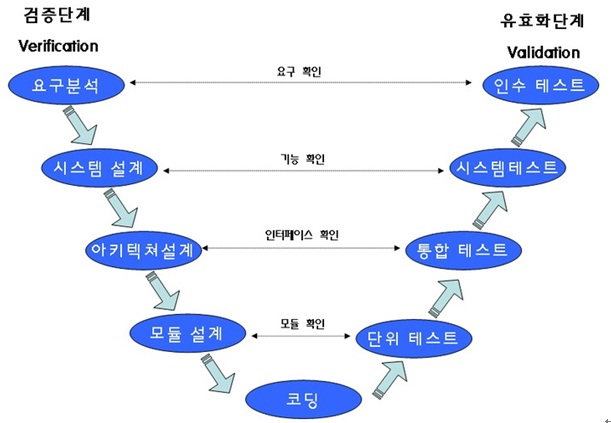 검증단계
유효화단계
Verification
Validation
요구분석
요구 확인
인수 테스트
시스템 설계
기능 확인
시스템테스트
아키텍쳐설계
인터페이스 확인
통합 테스트
모듈 설계
모듈 확인
단위 테스트
코딩